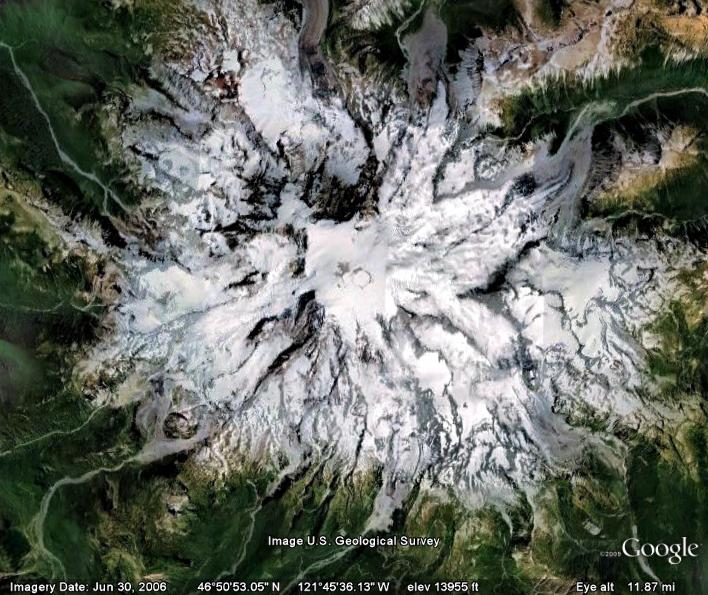 Image U.S. Geological Survey
©2009 Google
Imagery Date: Jun 30, 2006 46°50'53.05" N 121°45'36.13" W elev 13955 ft Eye alt 11.87 mi